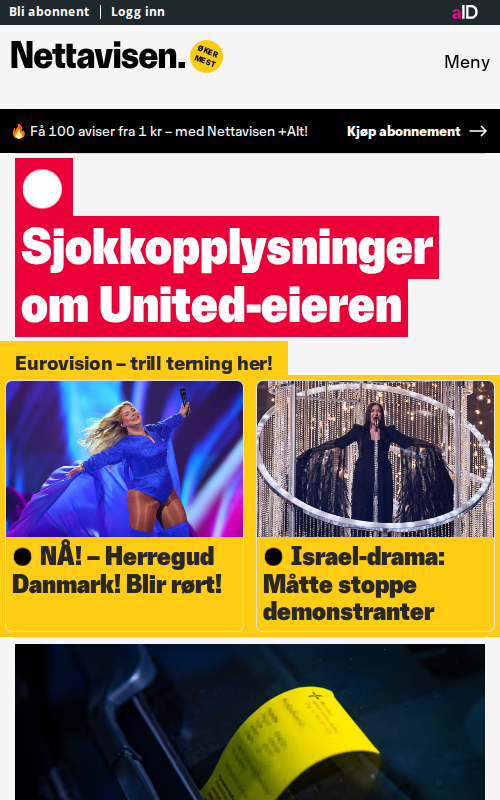 Bli abonnent | Logg inn
aID
Nettavisen.
ØKER
MEST
Meny
🔥 Få 100 aviser fra 1 kr – med Nettavisen +Alt!
Kjøp abonnement →
Sjokkopplysninger
om United-eieren
Eurovision – trill terning her!
NÅ! – Herregud
Danmark! Blir rørt!
Israel-drama:
Måtte stoppe
demonstranter